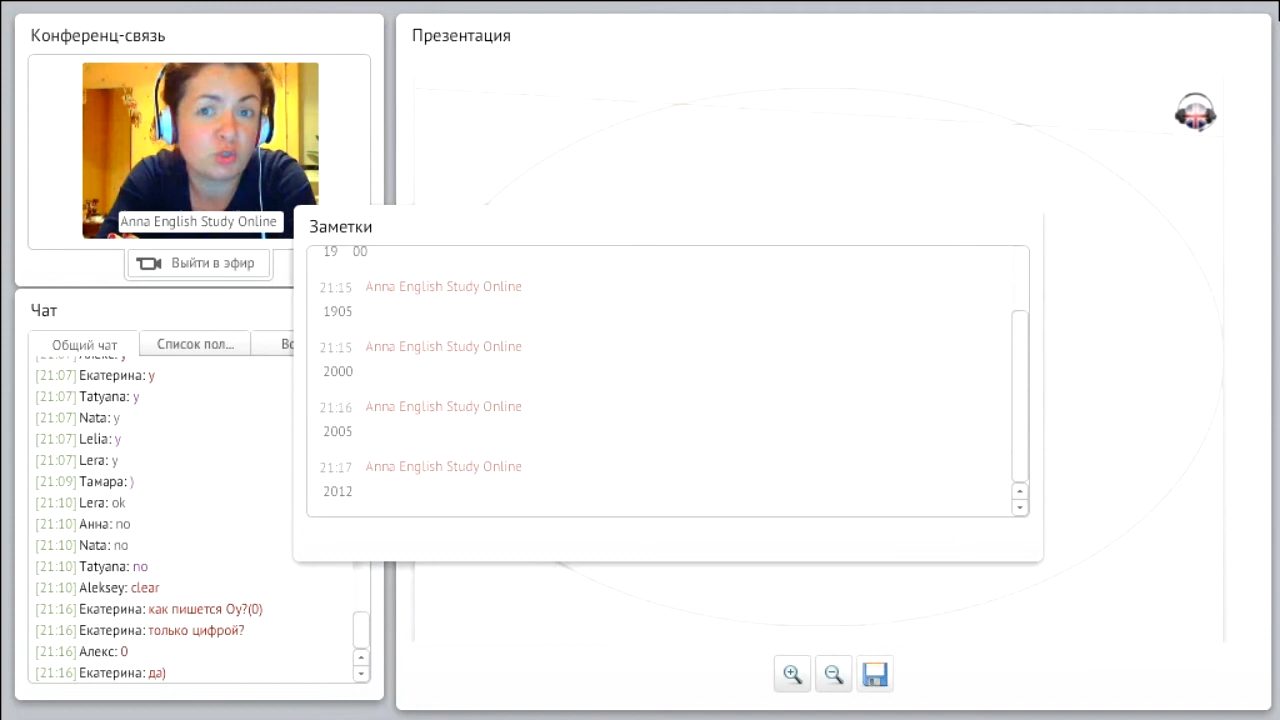 Конференц-связь
Anna English Study Online
Выйти в эфир
Чат
Общий чат
Список пол...
[21:07] Екатерина: y
[21:07] Tatyana: y
[21:07] Nata: y
[21:07] Lelia: y
[21:07] Lera: y
[21:09] Тамара: )
[21:10] Lera: ok
[21:10] Анна: no
[21:10] Nata: no
[21:10] Tatyana: no
[21:10] Aleksey: clear
[21:16] Екатерина: как пишется Оу?(0)
[21:16] Екатерина: только цифрой?
[21:16] Алекс: 0
[21:16] Екатерина: да)
Презентация
Заметки
19 00
21:15 Anna English Study Online
1905
21:15 Anna English Study Online
2000
21:16 Anna English Study Online
2005
21:17 Anna English Study Online
2012